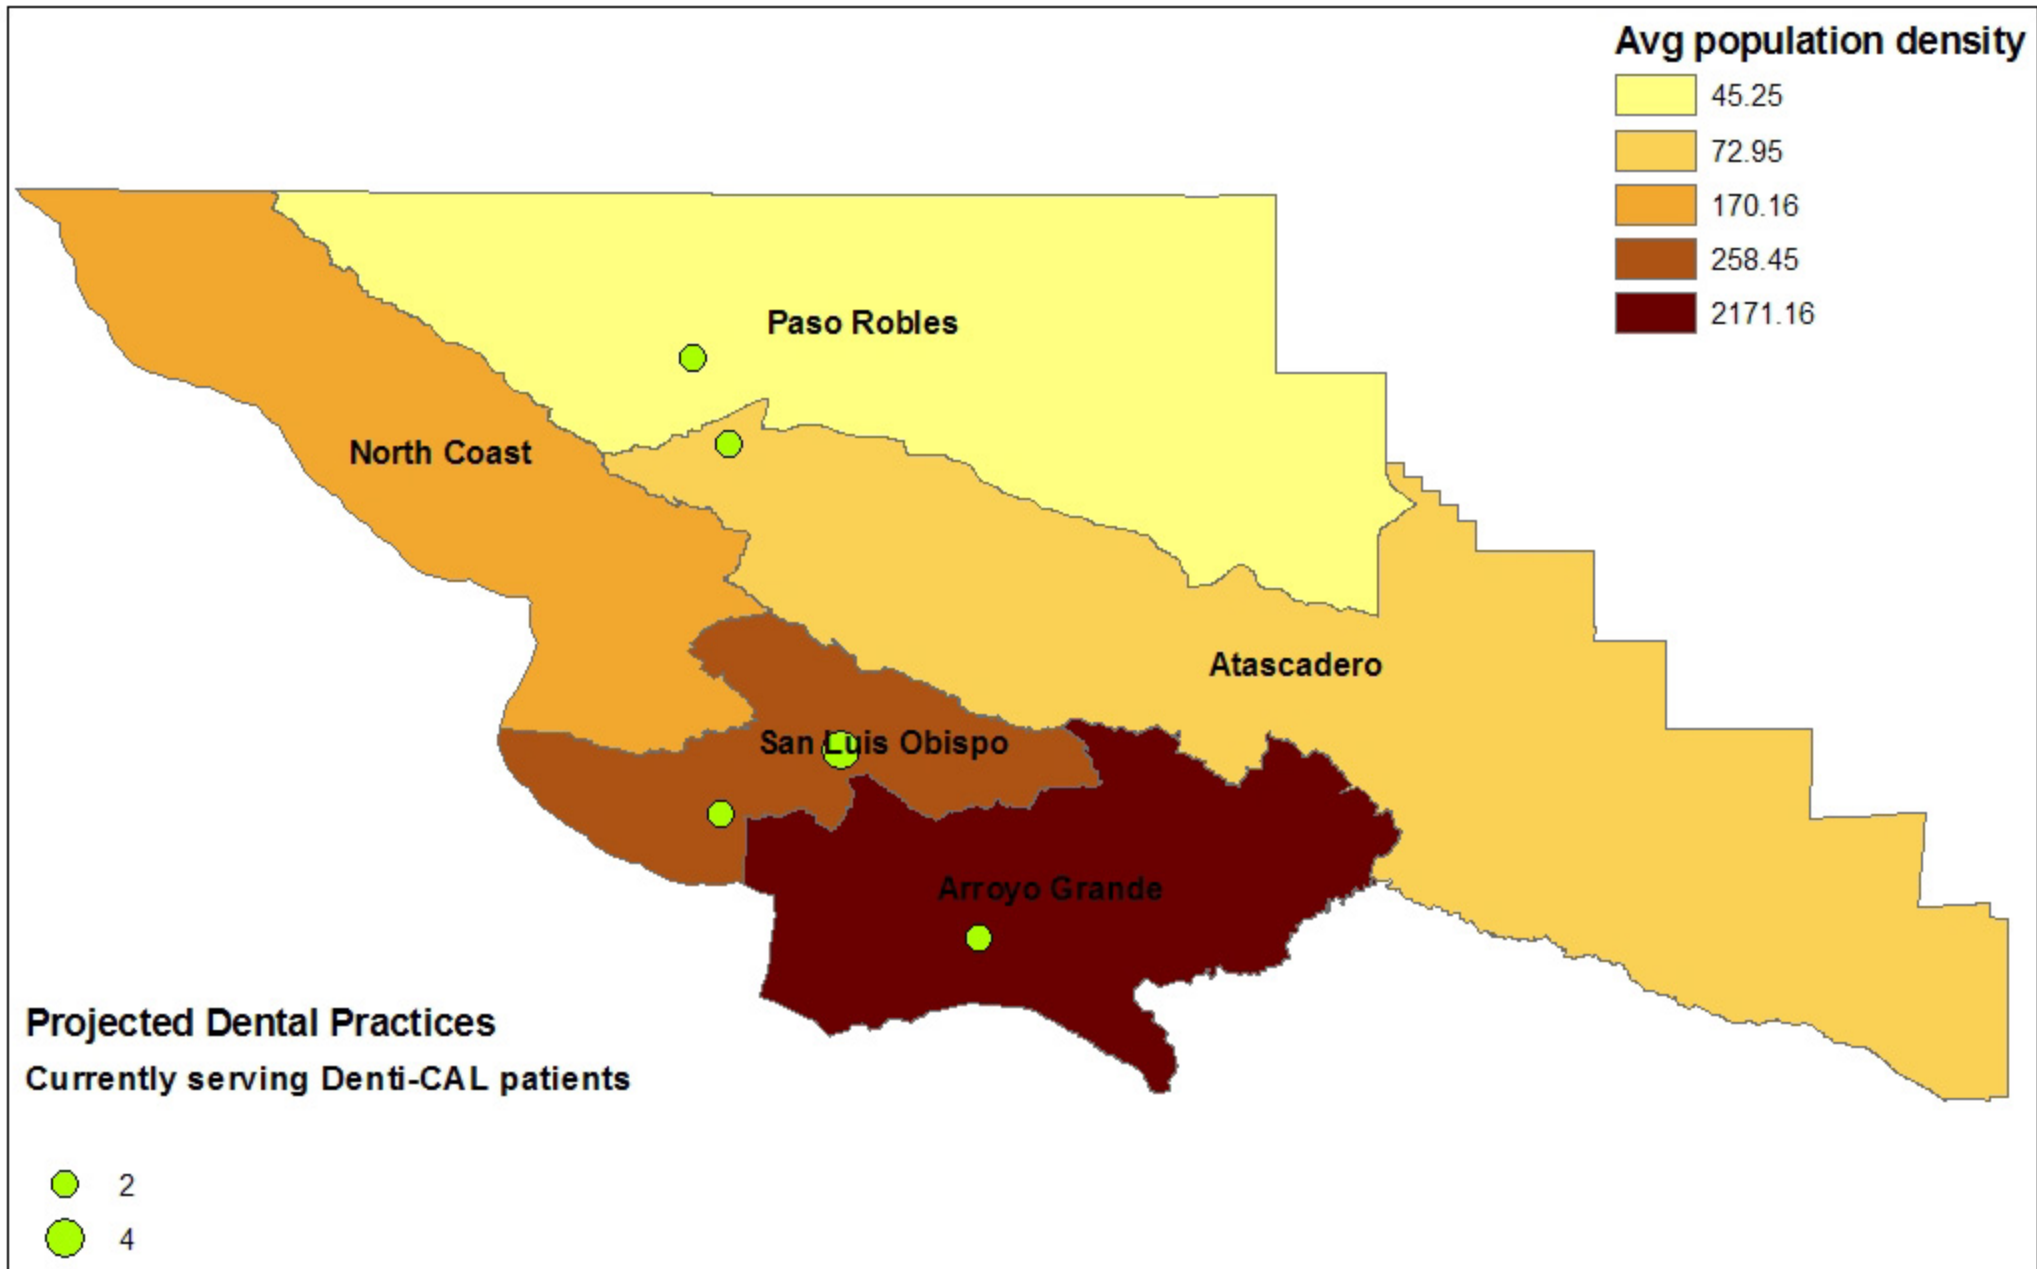 Avg population density
45.25
72.95
170.16
258.45
2171.16
Paso Robles
North Coast
Atascadero
San Luis Obispo
Arroyo Grande
Projected Dental Practices
Currently serving Denti-CAL patients
2
4